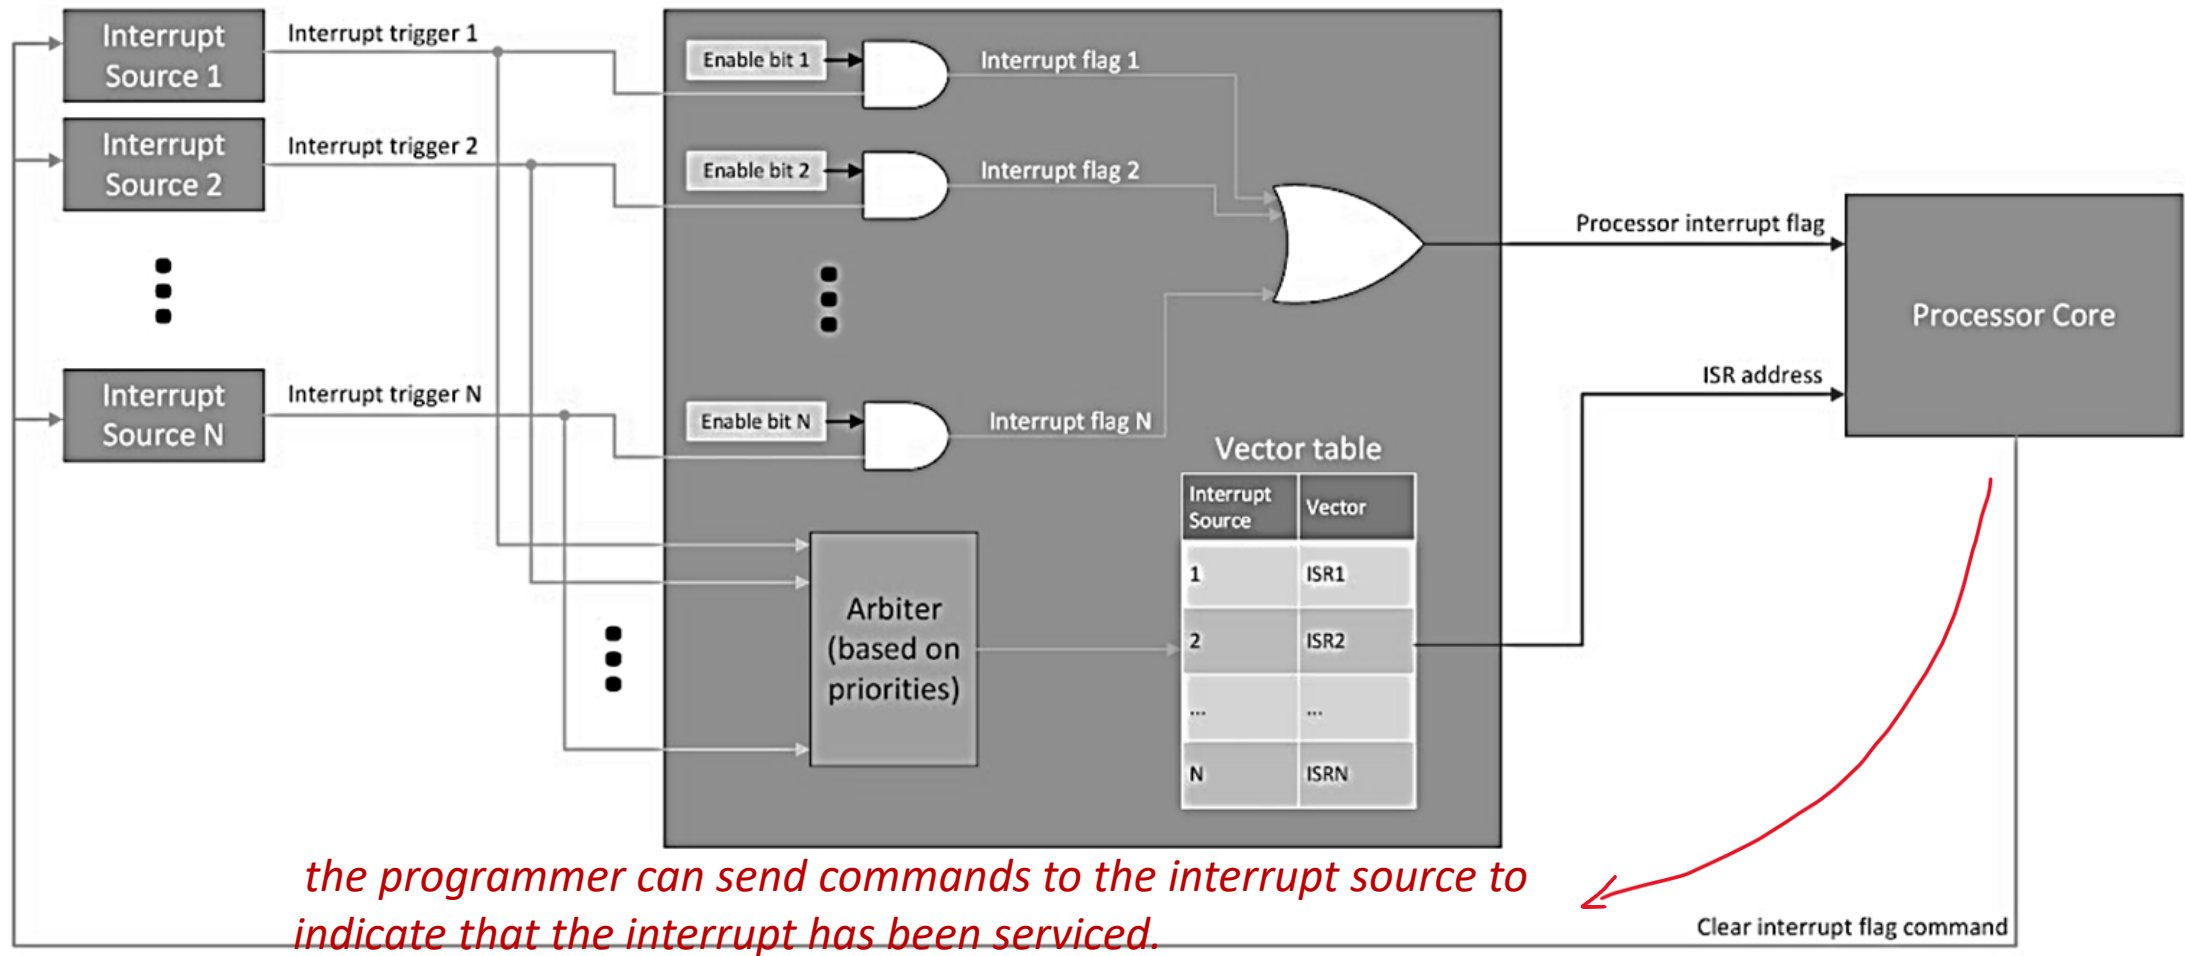 Interrupt
Source 1
Interrupt trigger 1
Enable bit 1
Interrupt flag 1
Interrupt
Source 2
Interrupt trigger 2
Enable bit 2
Interrupt flag 2
Processor interrupt flag
Processor Core
ISR address
Interrupt
Source N
Interrupt trigger N
Enable bit N
Interrupt flag N
Vector table
Interrupt
Source
Vector
1
ISR1
2
ISR2
...
...
N
ISRN
Arbiter
(based on
priorities)
the programmer can send commands to the interrupt source to
indicate that the interrupt has been serviced.
Clear interrupt flag command